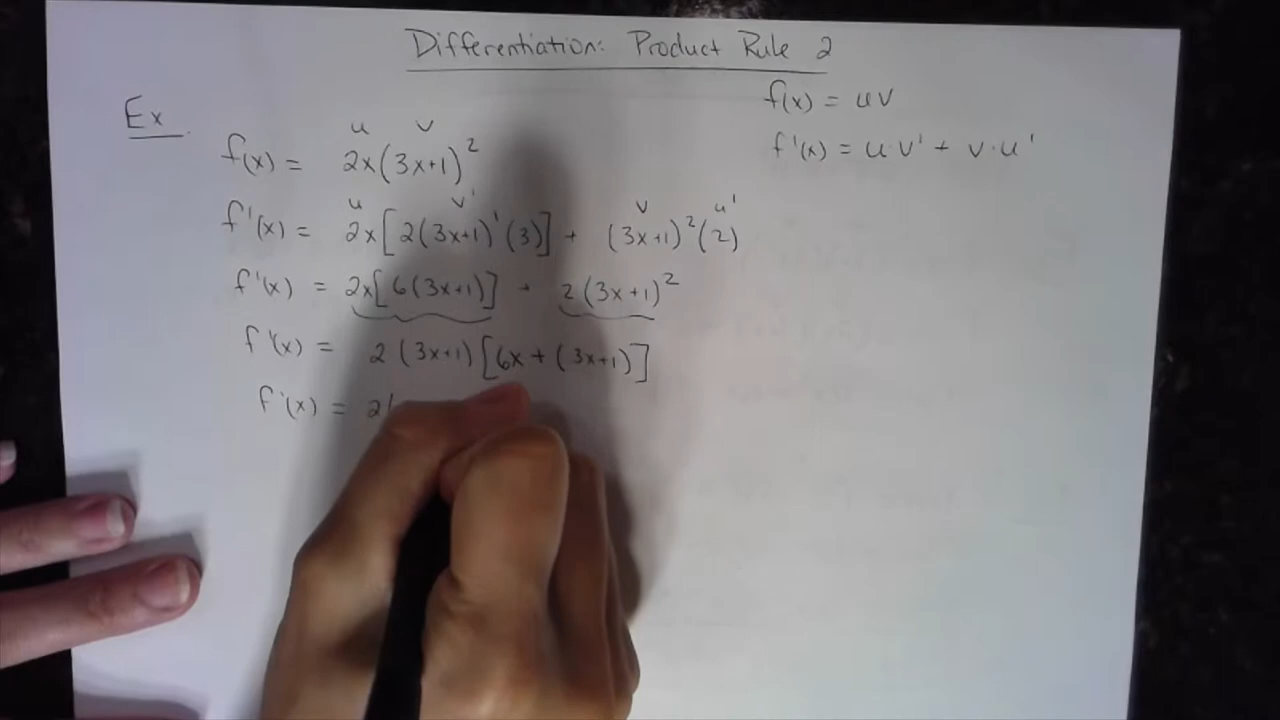 Differentiation: Product Rule 2
f(x) = uv
Ex
u v
f(x) = 2x(3x+1)²
f'(x) = u·v' + v·u'
u v' v u'
f'(x) = 2x[2(3x+1)'(3)] + (3x+1)²(2)
f'(x) = 2x[6(3x+1)] + 2(3x+1)²
f'(x) = 2(3x+1)[6x+(3x+1)]
f'(x) = 2(